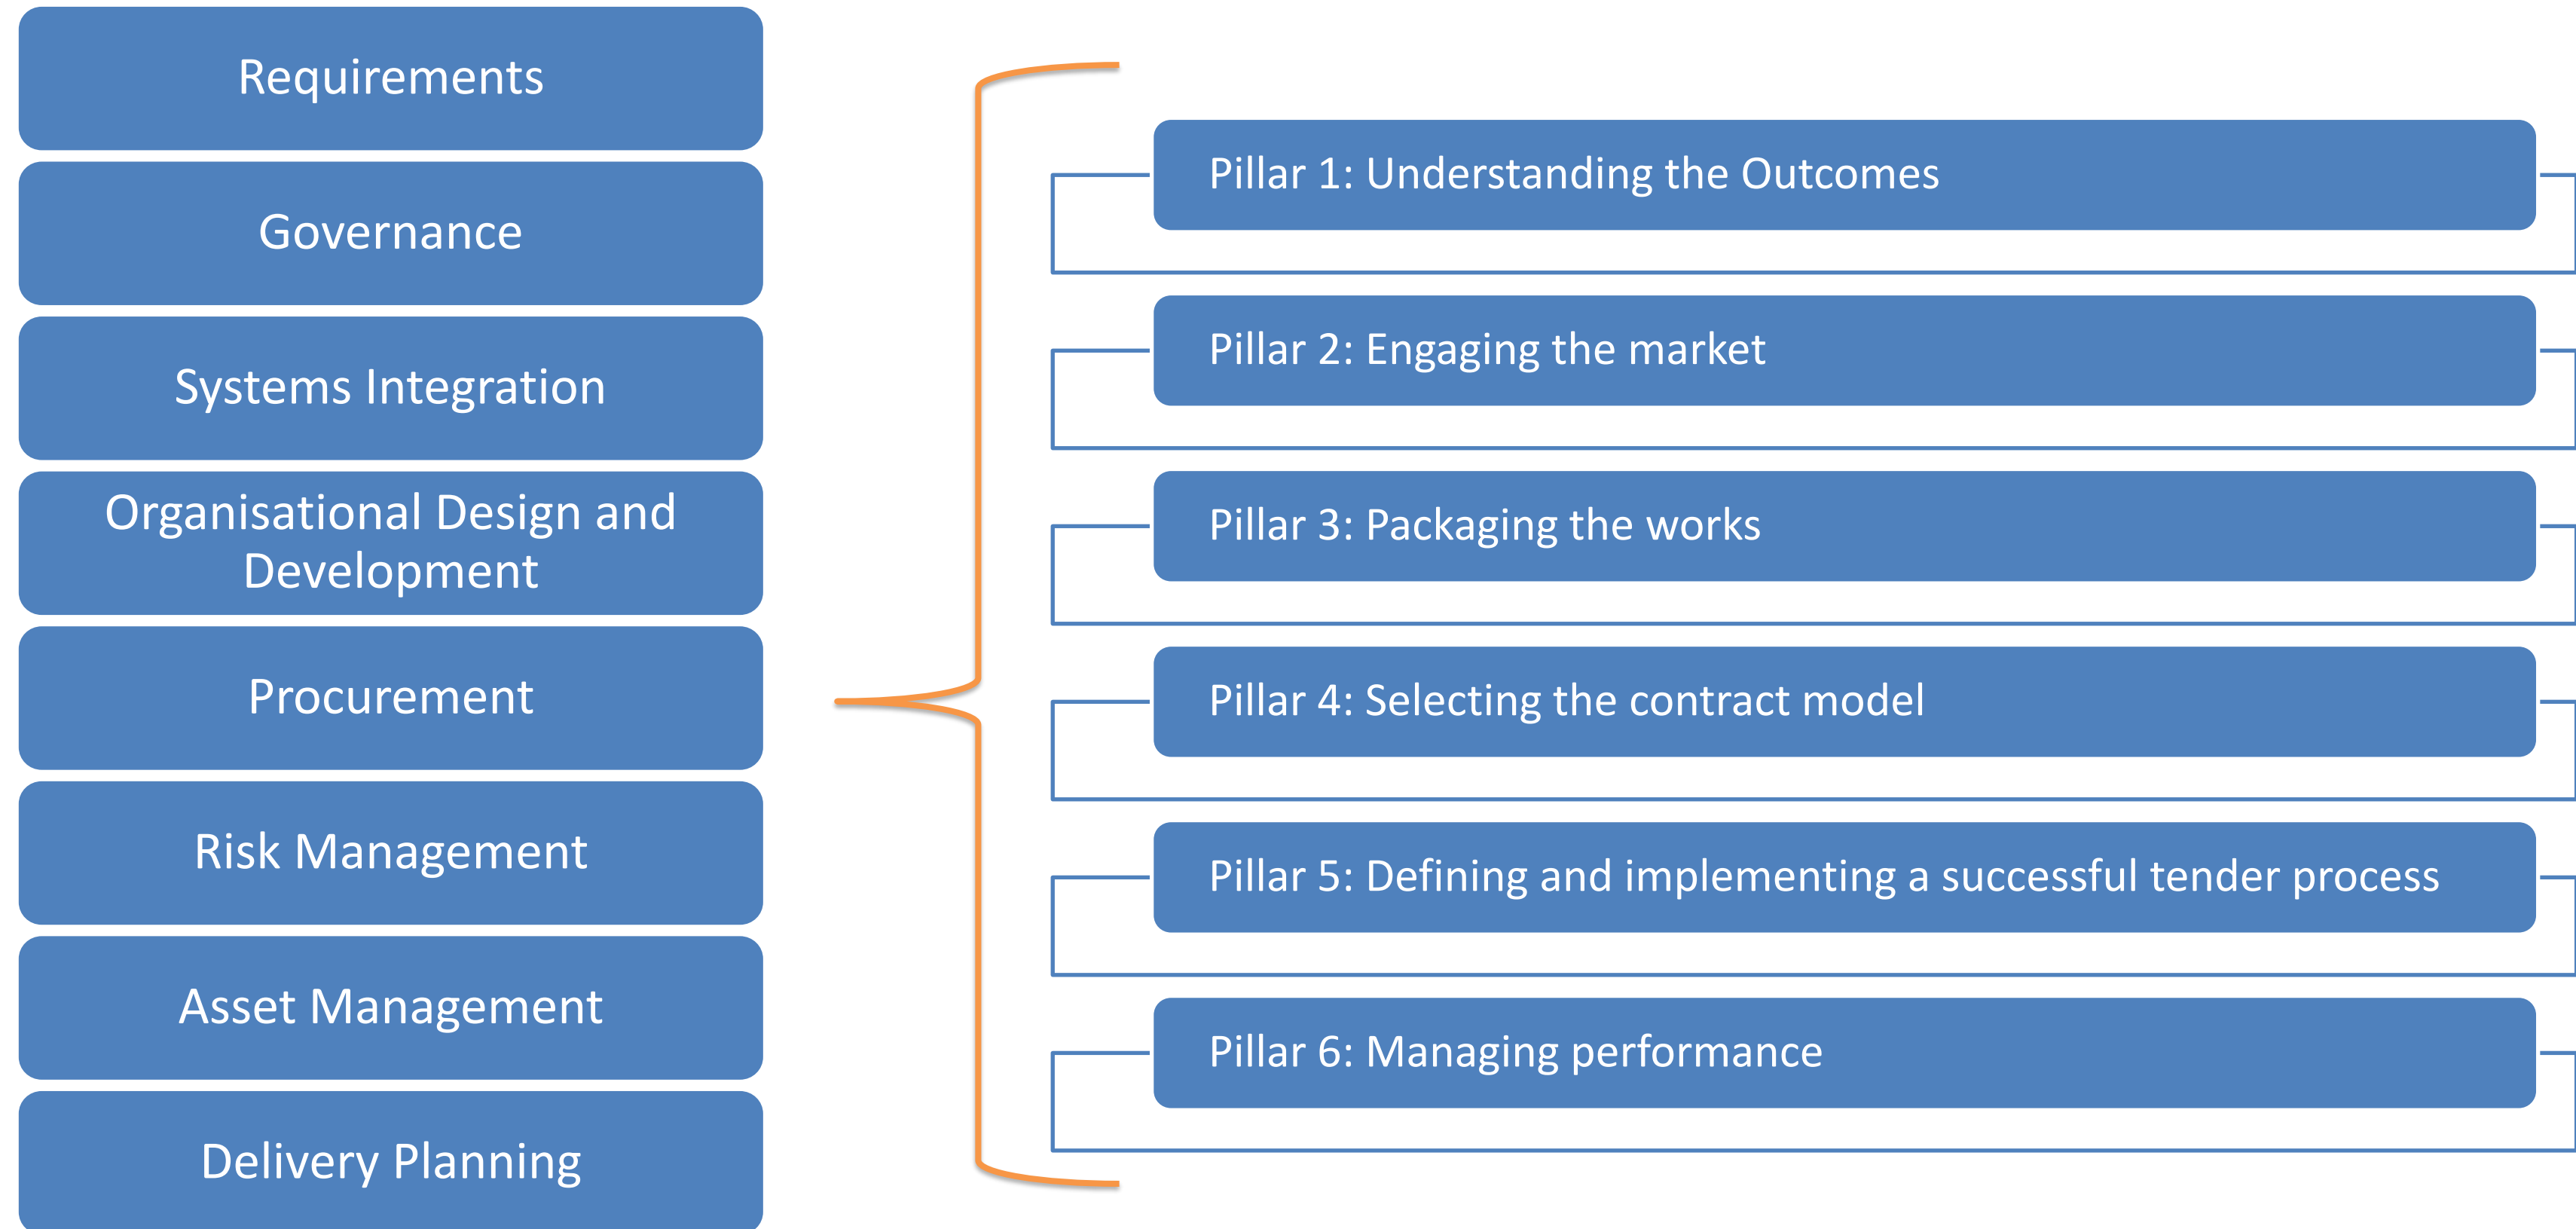 Requirements
Governance
Systems Integration
Organisational Design and
Development
Procurement
Risk Management
Asset Management
Delivery Planning
Pillar 1: Understanding the Outcomes
Pillar 2: Engaging the market
Pillar 3: Packaging the works
Pillar 4: Selecting the contract model
Pillar 5: Defining and implementing a successful tender process
Pillar 6: Managing performance